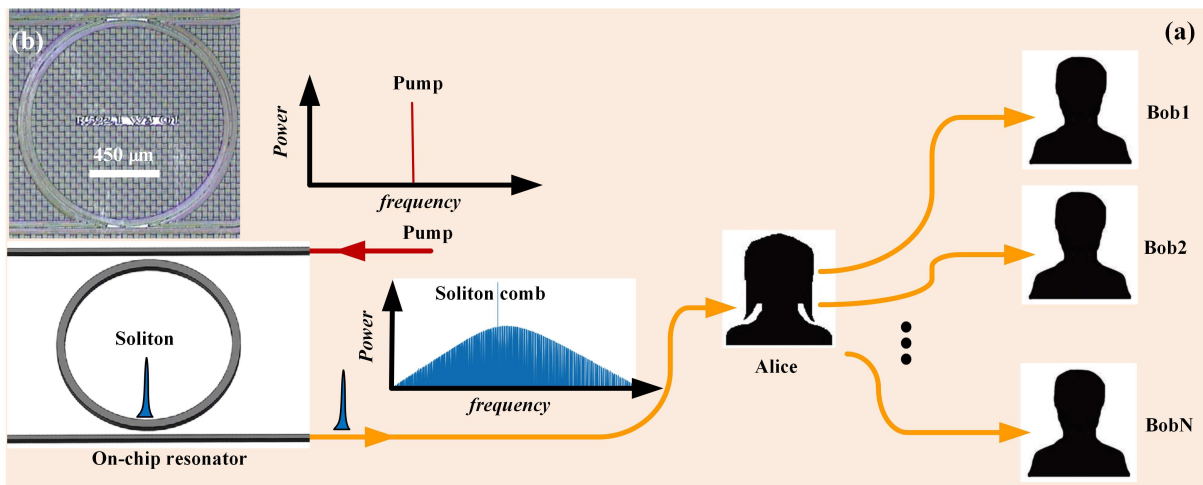 (b)
(a)
450 μm
Power
Pump
frequency
Pump
Bob1
Bob2
Soliton
Soliton comb
Power
frequency
Alice
BobN
On-chip resonator